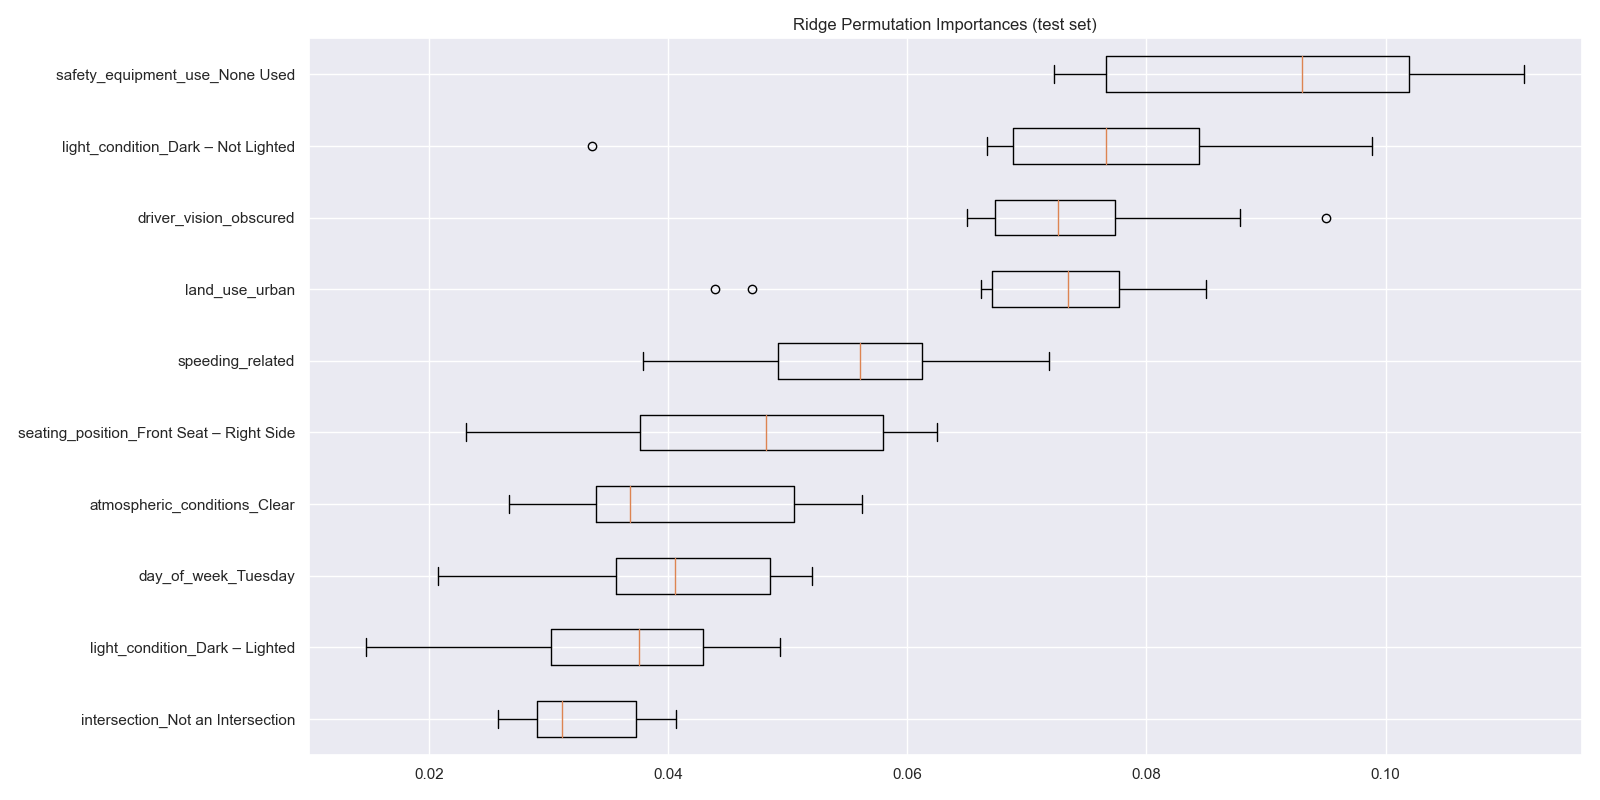 Ridge Permutation Importances (test set)
safety_equipment_use_None Used
light_condition_Dark – Not Lighted
driver_vision_obscured
land_use_urban
speeding_related
seating_position_Front Seat – Right Side
atmospheric_conditions_Clear
day_of_week_Tuesday
light_condition_Dark – Lighted
intersection_Not an Intersection
0.02 0.04 0.06 0.08 0.10